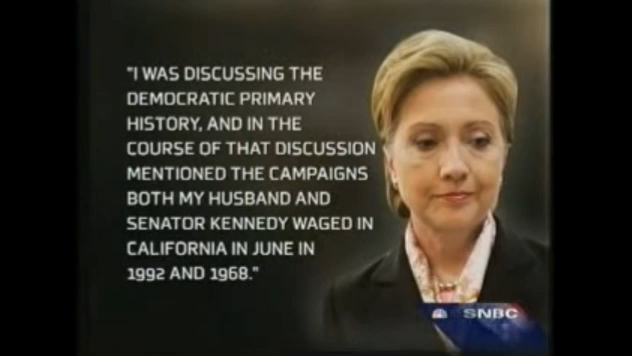 "I WAS DISCUSSING THE
DEMOCRATIC PRIMARY
HISTORY, AND IN THE
COURSE OF THAT DISCUSSION
MENTIONED THE CAMPAIGNS
BOTH MY HUSBAND AND
SENATOR KENNEDY WAGED IN
CALIFORNIA IN JUNE IN
1992 AND 1968."
SNBC